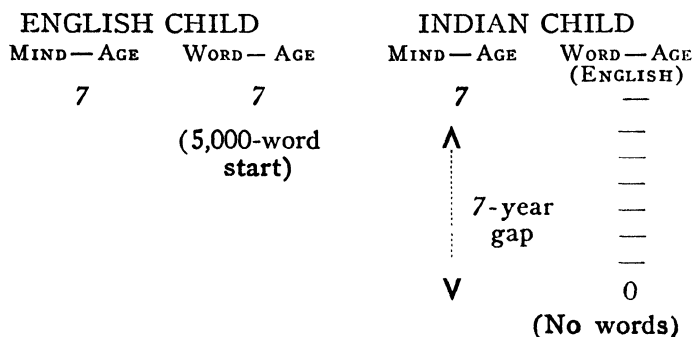 ENGLISH CHILD INDIAN CHILD
MIND — AGE WORD — AGE MIND — AGE WORD — AGE
(ENGLISH)
7 7 7 —
(5,000-word
start)
7-year
gap
0
(No words)